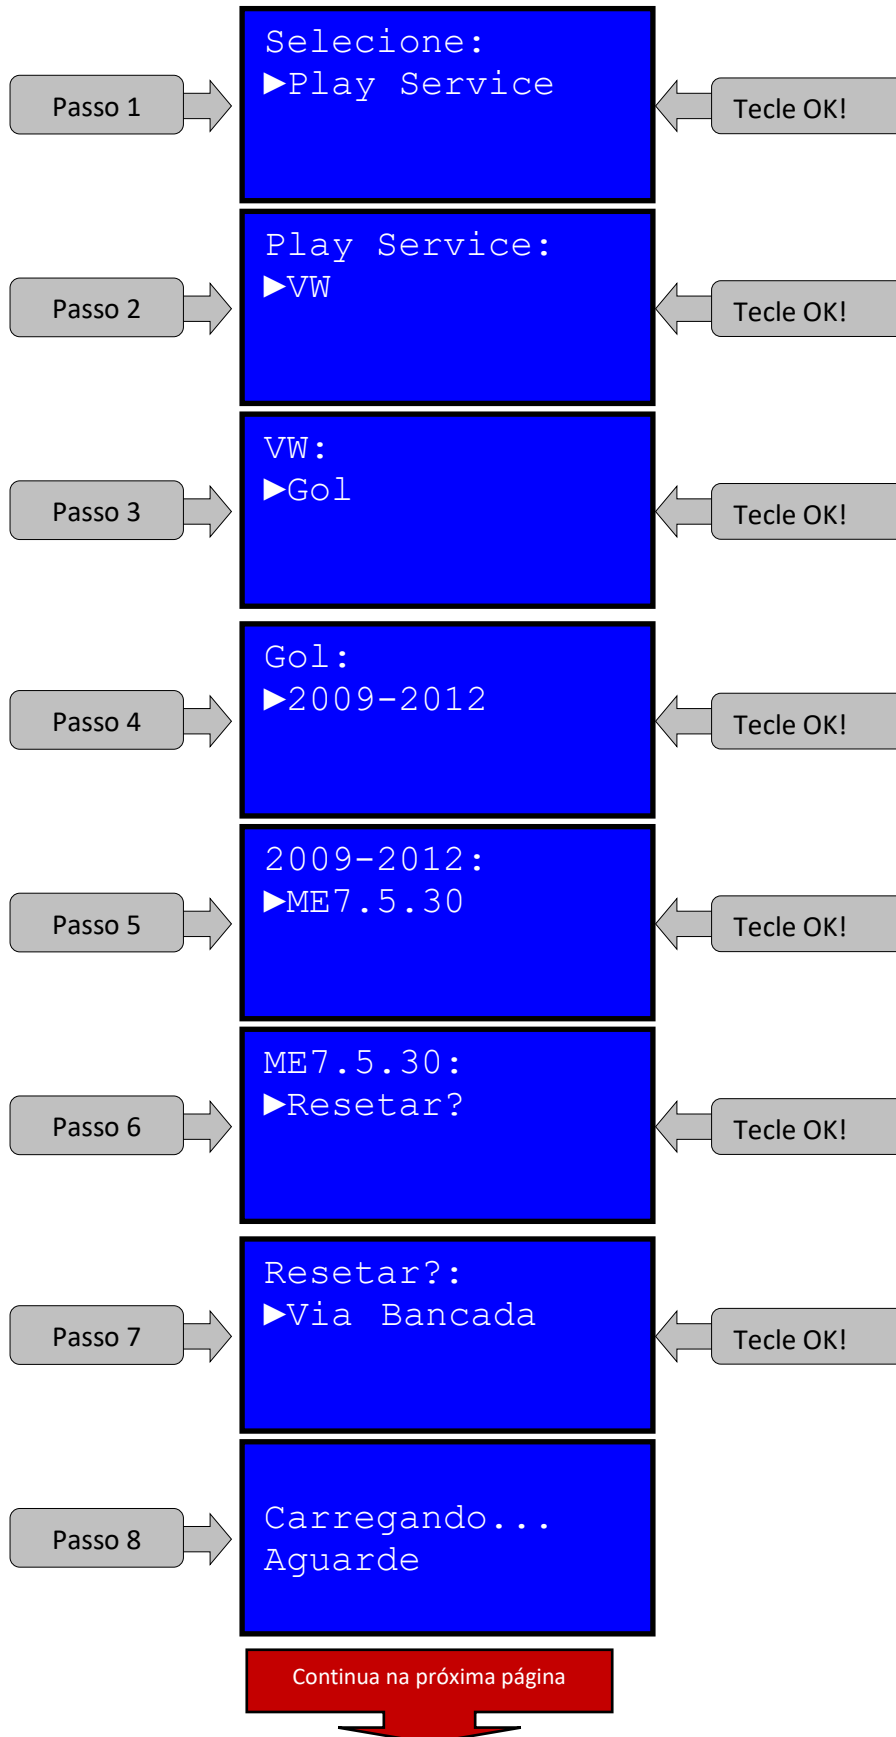 Passo 1
Selecione:
►Play Service
Tecle OK!
Passo 2
Play Service:
►VW
Tecle OK!
Passo 3
VW:
►Gol
Tecle OK!
Passo 4
Gol:
►2009-2012
Tecle OK!
Passo 5
2009-2012:
►ME7.5.30
Tecle OK!
Passo 6
ME7.5.30:
►Resetar?
Tecle OK!
Passo 7
Resetar?:
►Via Bancada
Tecle OK!
Passo 8
Carregando...
Aguarde
Continua na próxima página